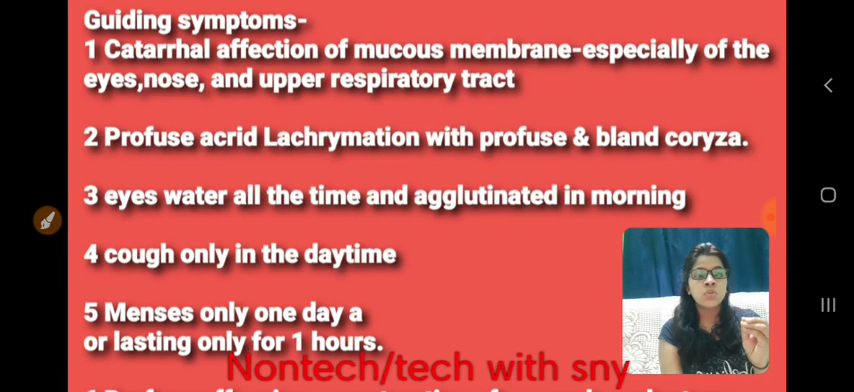 Guiding symptoms-
1 Catarrhal affection of mucous membrane-especially of the
eyes,nose, and upper respiratory tract
2 Profuse acrid Lachrymation with profuse & bland coryza.
3 eyes water all the time and agglutinated in morning
4 cough only in the daytime
5 Menses only one day a
or lasting only for 1 hours.
Nontech/tech with sny